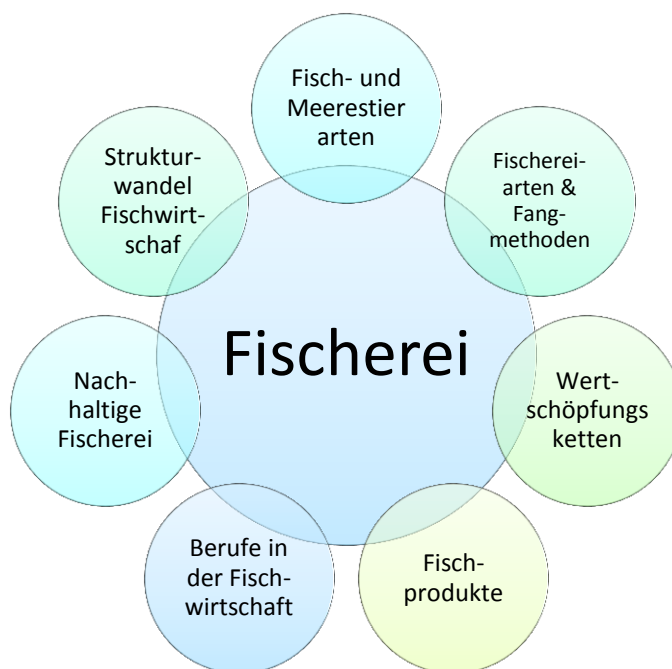 Fisch- und
Meerestier
arten
Fischerei-
arten &
Fang-
methoden
Wert-
schöpfungs
ketten
Fisch-
produkte
Berufe in
der Fisch-
wirtschaft
Nach-
haltige
Fischerei
Struktur-
wandel
Fischwirt-
schaf
Fischerei